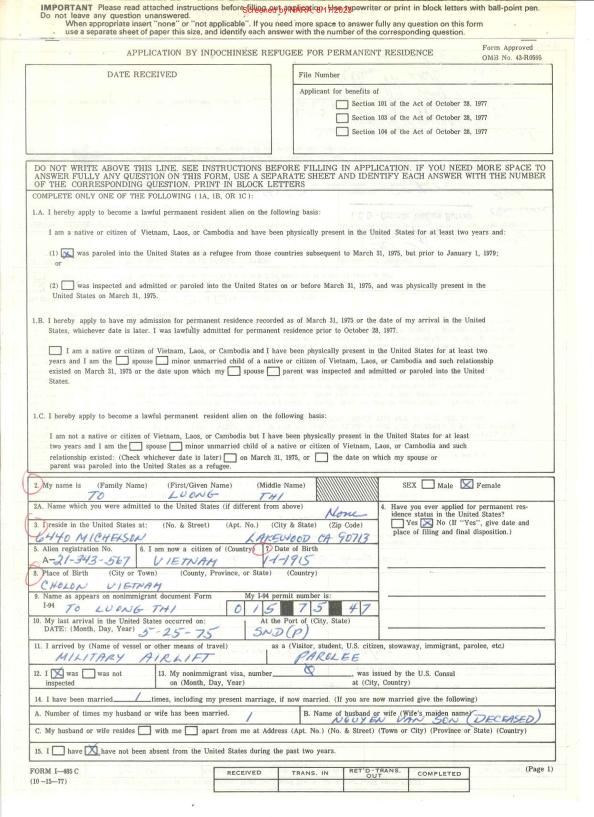 IMPORTANT Please read attached instructions before filling out application. Use typewriter or print in block letters with ball-point pen.
Screened by NARA, 8/1/2023
Do not leave any question unanswered.
When appropriate insert "none" or "not applicable". If you need more space to answer fully any question on this form
use a separate sheet of paper this size, and identify each answer with the number of the corresponding question.
APPLICATION BY INDOCHINESE REFUGEE FOR PERMANENT RESIDENCE
Form Approved
OMB No. 43-R0595
DATE RECEIVED
File Number
Applicant for benefits of
Section 101 of the Act of October 28, 1977
Section 103 of the Act of October 28, 1977
Section 104 of the Act of October 28, 1977
DO NOT WRITE ABOVE THIS LINE. SEE INSTRUCTIONS BEFORE FILLING IN APPLICATION. IF YOU NEED MORE SPACE TO
ANSWER FULLY ANY QUESTION ON THIS FORM, USE A SEPARATE SHEET AND IDENTIFY EACH ANSWER WITH THE NUMBER
OF THE CORRESPONDING QUESTION. PRINT IN BLOCK LETTERS
COMPLETE ONLY ONE OF THE FOLLOWING (1A, 1B, OR 1C):
1.A. I hereby apply to become a lawful permanent resident alien on the following basis:
I am a native or citizen of Vietnam, Laos, or Cambodia and have been physically present in the United States for at least two years and:
(1) X was paroled into the United States as a refugee from those countries subsequent to March 31, 1975, but prior to January 1, 1979;
or
(2) was inspected and admitted or paroled into the United States on or before March 31, 1975, and was physically present in the
United States on March 31, 1975.
1.B. I hereby apply to have my admission for permanent residence recorded as of March 31, 1975 or the date of my arrival in the United
States, whichever date is later. I was lawfully admitted for permanent residence prior to October 28, 1977.
I am a native or citizen of Vietnam, Laos, or Cambodia and I have been physically present in the United States for at least two
years and I am the spouse minor unmarried child of a native or citizen of Vietnam, Laos, or Cambodia and such relationship
existed on March 31, 1975 or the date upon which my spouse parent was inspected and admitted or paroled into the United
States.
1.C. I hereby apply to become a lawful permanent resident alien on the following basis:
I am not a native or citizen of Vietnam, Laos, or Cambodia but I have been physically present in the United States for at least
two years and I am the spouse minor unmarried child of a native or citizen of Vietnam, Laos, or Cambodia and such
relationship existed: (Check whichever date is later) on March 31, 1975, or the date on which my spouse or
parent was paroled into the United States as a refugee.
2. My name is (Family Name) (First/Given Name) (Middle Name)
TO LUONG THI
SEX Male X Female
2A. Name which you were admitted to the United States (if different from above)
None
4. Have you ever applied for permanent res-
idence status in the United States?
Yes X No (If "Yes", give date and
place of filing and final disposition.)
3. I reside in the United States at: (No. & Street) (Apt. No.) (City & State) (Zip Code)
6440 MICHELSON LAKEWOOD CA 90713
5. Alien registration No. 6. I am now a citizen of (Country) 7. Date of Birth
A-21-343-567 VIETNAM 1-1-1915
8. Place of Birth (City or Town) (County, Province, or State) (Country)
CHOLON VIETNAM
9. Name as appears on nonimmigrant document Form My I-94 permit number is:
I-94 TO LUONG THI 015 75 47
10. My last arrival in the United States occurred on: At the Port of (City, State)
DATE: (Month, Day, Year) 5-25-75 SND(P)
11. I arrived by (Name of vessel or other means of travel) as a (Visitor, student, U.S. citizen, stowaway, immigrant, parolee, etc.)
MILITARY AIRLIFT PAROLEE
12. I X was was not
inspected
13. My nonimmigrant visa, number 0 was issued by the U.S. Consul
on (Month, Day, Year) at (City, Country)
14. I have been married 1 times, including my present marriage, if now married. (If you are now married give the following)
A. Number of times my husband or wife has been married. 1
B. Name of husband or wife (Wife's maiden name)
NGUYEN VAN SON (DECEASED)
C. My husband or wife resides with me apart from me at Address (Apt. No.) (No. & Street) (Town or City) (Province or State) (Country)
15. I have X have not been absent from the United States during the past two years.
FORM I-485 C
(10-15-77)
RECEIVED TRANS. IN RET'D-TRANS. OUT COMPLETED
(Page 1)